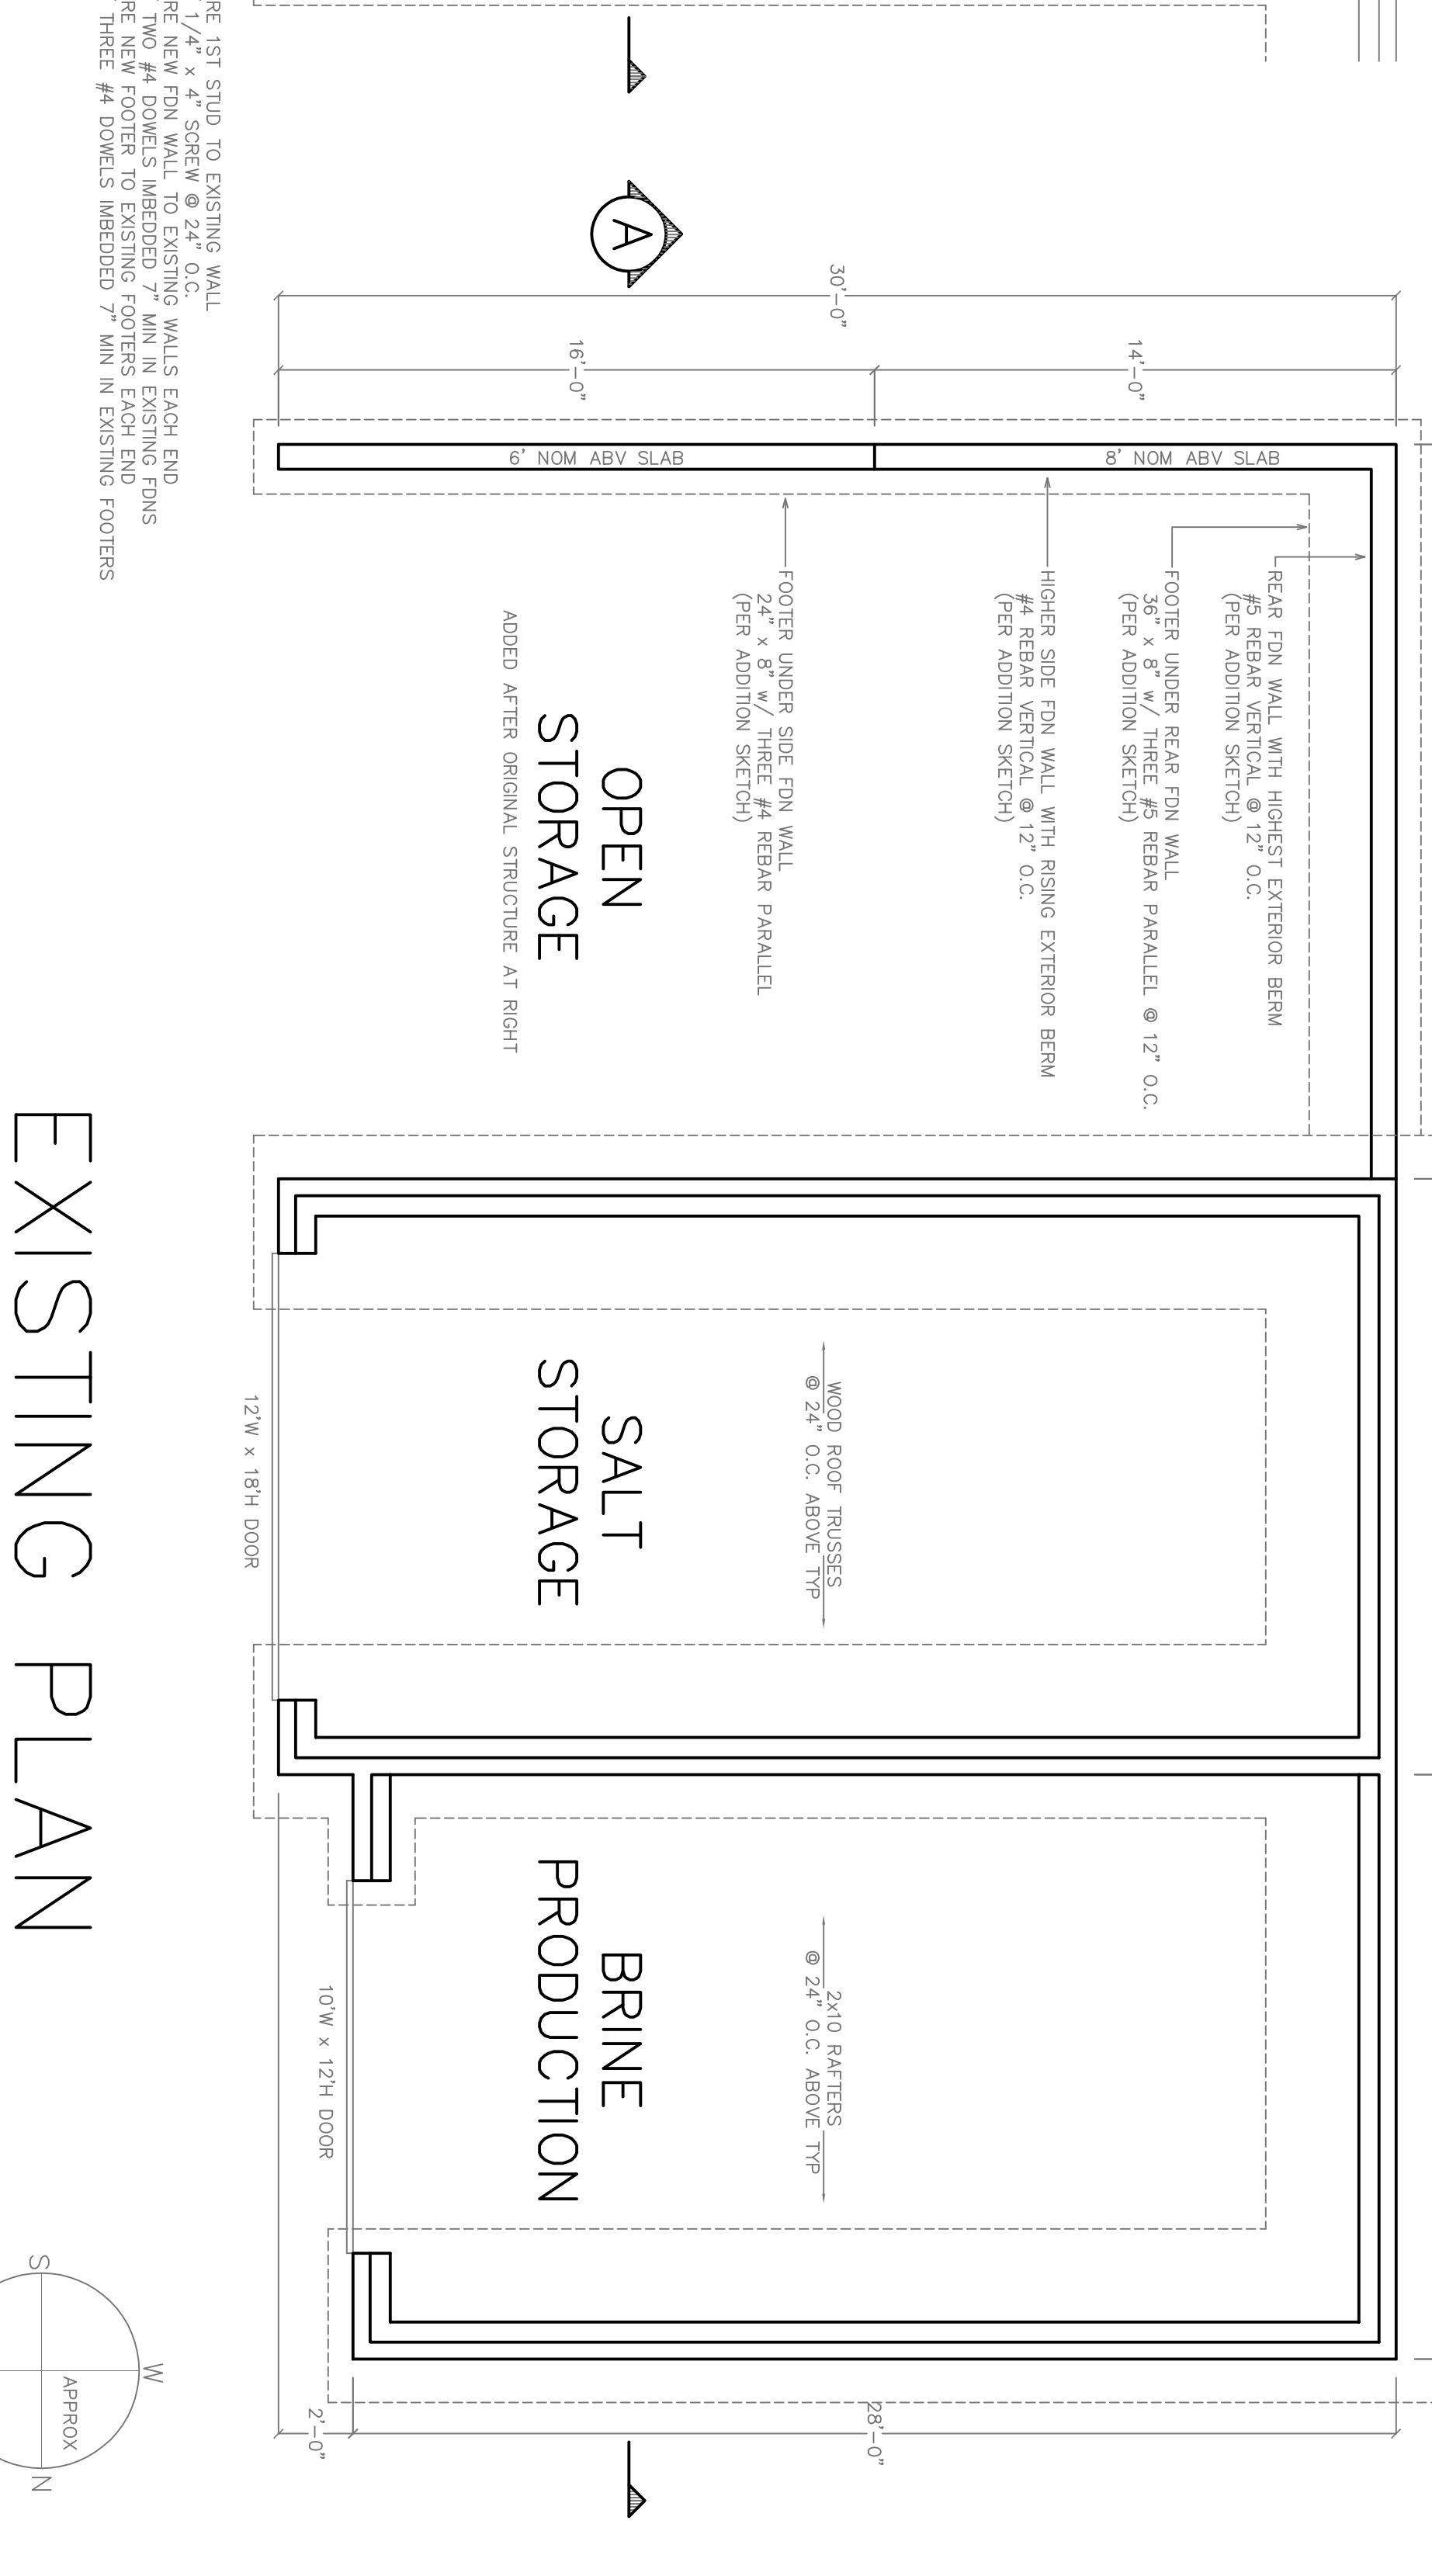 30'-0"
14'-0"
16'-0"
8' NOM ABV SLAB
6' NOM ABV SLAB
REAR FDN WALL WITH HIGHEST EXTERIOR BERM
#5 REBAR VERTICAL @ 12" O.C.
(PER ADDITION SKETCH)
FOOTER UNDER REAR FDN WALL
36" x 8" w/ THREE #5 REBAR PARALLEL @ 12" O.C.
(PER ADDITION SKETCH)
HIGHER SIDE FDN WALL WITH RISING EXTERIOR BERM
#4 REBAR VERTICAL @ 12" O.C.
(PER ADDITION SKETCH)
FOOTER UNDER SIDE FDN WALL
24" x 8" w/ THREE #4 REBAR PARALLEL
(PER ADDITION SKETCH)
A
OPEN
STORAGE
ADDED AFTER ORIGINAL STRUCTURE AT RIGHT
WOOD ROOF TRUSSES
@ 24" O.C. ABOVE TYP
SALT
STORAGE
12'W x 18'H DOOR
2x10 RAFTERS
@ 24" O.C. ABOVE TYP
BRINE
PRODUCTION
10'W x 12'H DOOR
28'-0"
2'-0"
RE 1ST STUD TO EXISTING WALL
1/4" x 4" SCREW @ 24" O.C.
RE NEW FDN WALL TO EXISTING WALLS EACH END
TWO #4 DOWELS IMBEDDED 7" MIN IN EXISTING FDNS
RE NEW FOOTER TO EXISTING FOOTERS EACH END
THREE #4 DOWELS IMBEDDED 7" MIN IN EXISTING FOOTERS
EXISTING PLAN
W
S
N
APPROX